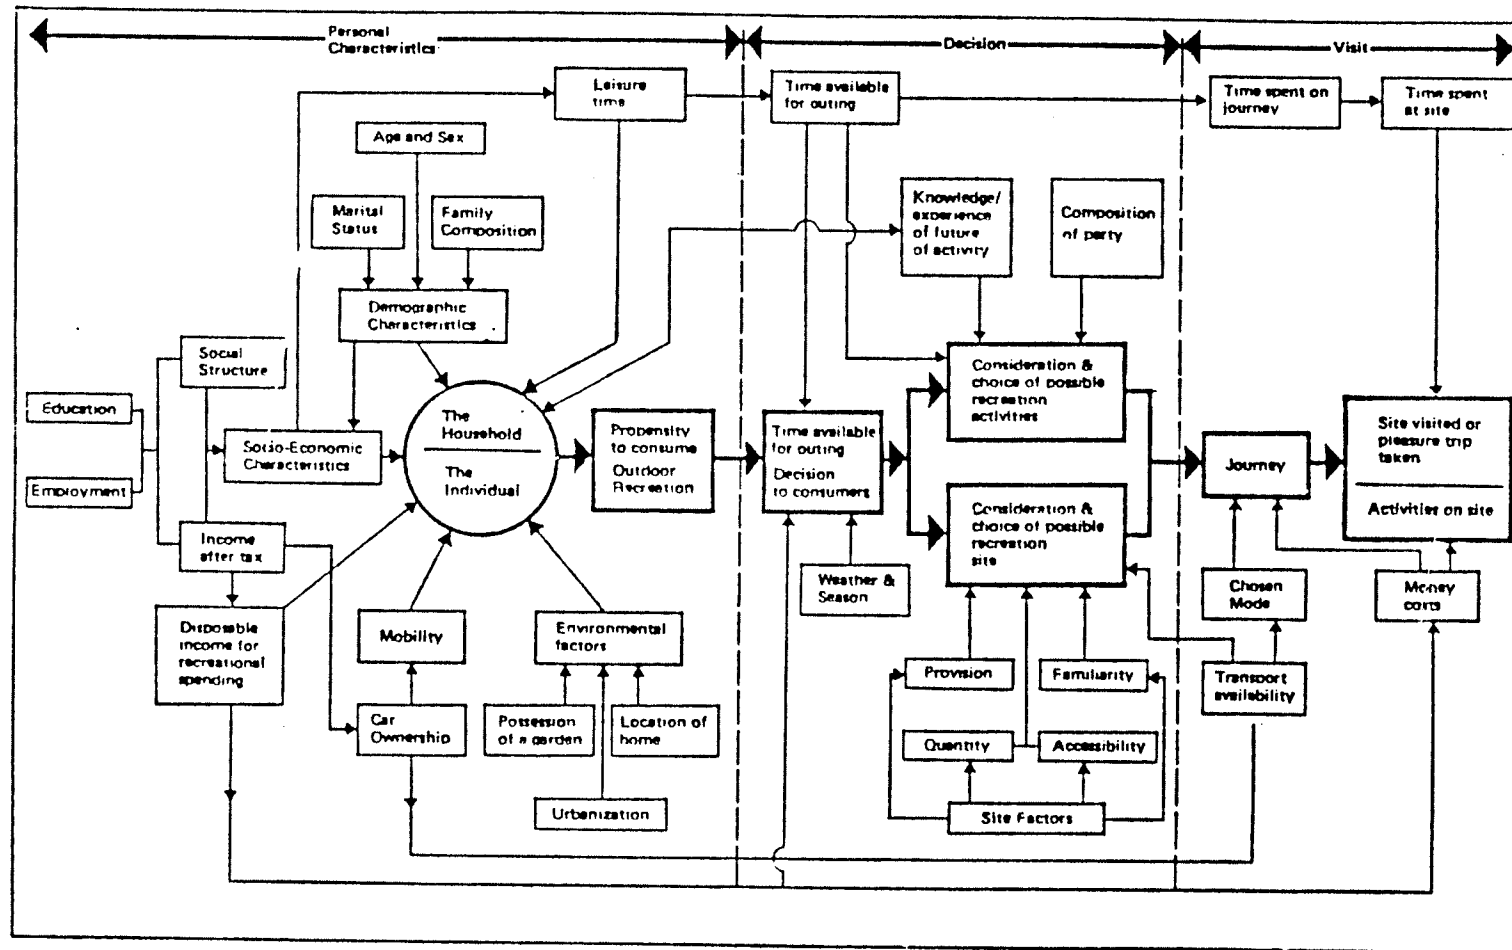 Personal
Characteristics
Decision
Visit
Leisure
time
Time available
for outing
Time spent on
journey
Time spent
at site
Age and Sex
Marital
Status
Family
Composition
Knowledge/
experience
of future
of activity
Composition
of party
Demographic
Characteristics
Social
Structure
Education
Employment
Socio-Economic
Characteristics
The
Household
The
Individual
Propensity
to consume
Outdoor
Recreation
Time available
for outing
Decision
to consumers
Consideration &
choice of possible
recreation
activities
Consideration &
choice of possible
recreation
site
Journey
Site visited or
pleasure trip
taken
Activities on site
Income
after tax
Weather &
Season
Chosen
Mode
Money
costs
Disposable
income for
recreational
spending
Mobility
Environmental
factors
Provision
Familiarity
Transport
availability
Car
Ownership
Possession
of a garden
Location of
home
Quantity
Accessibility
Urbanization
Site Factors